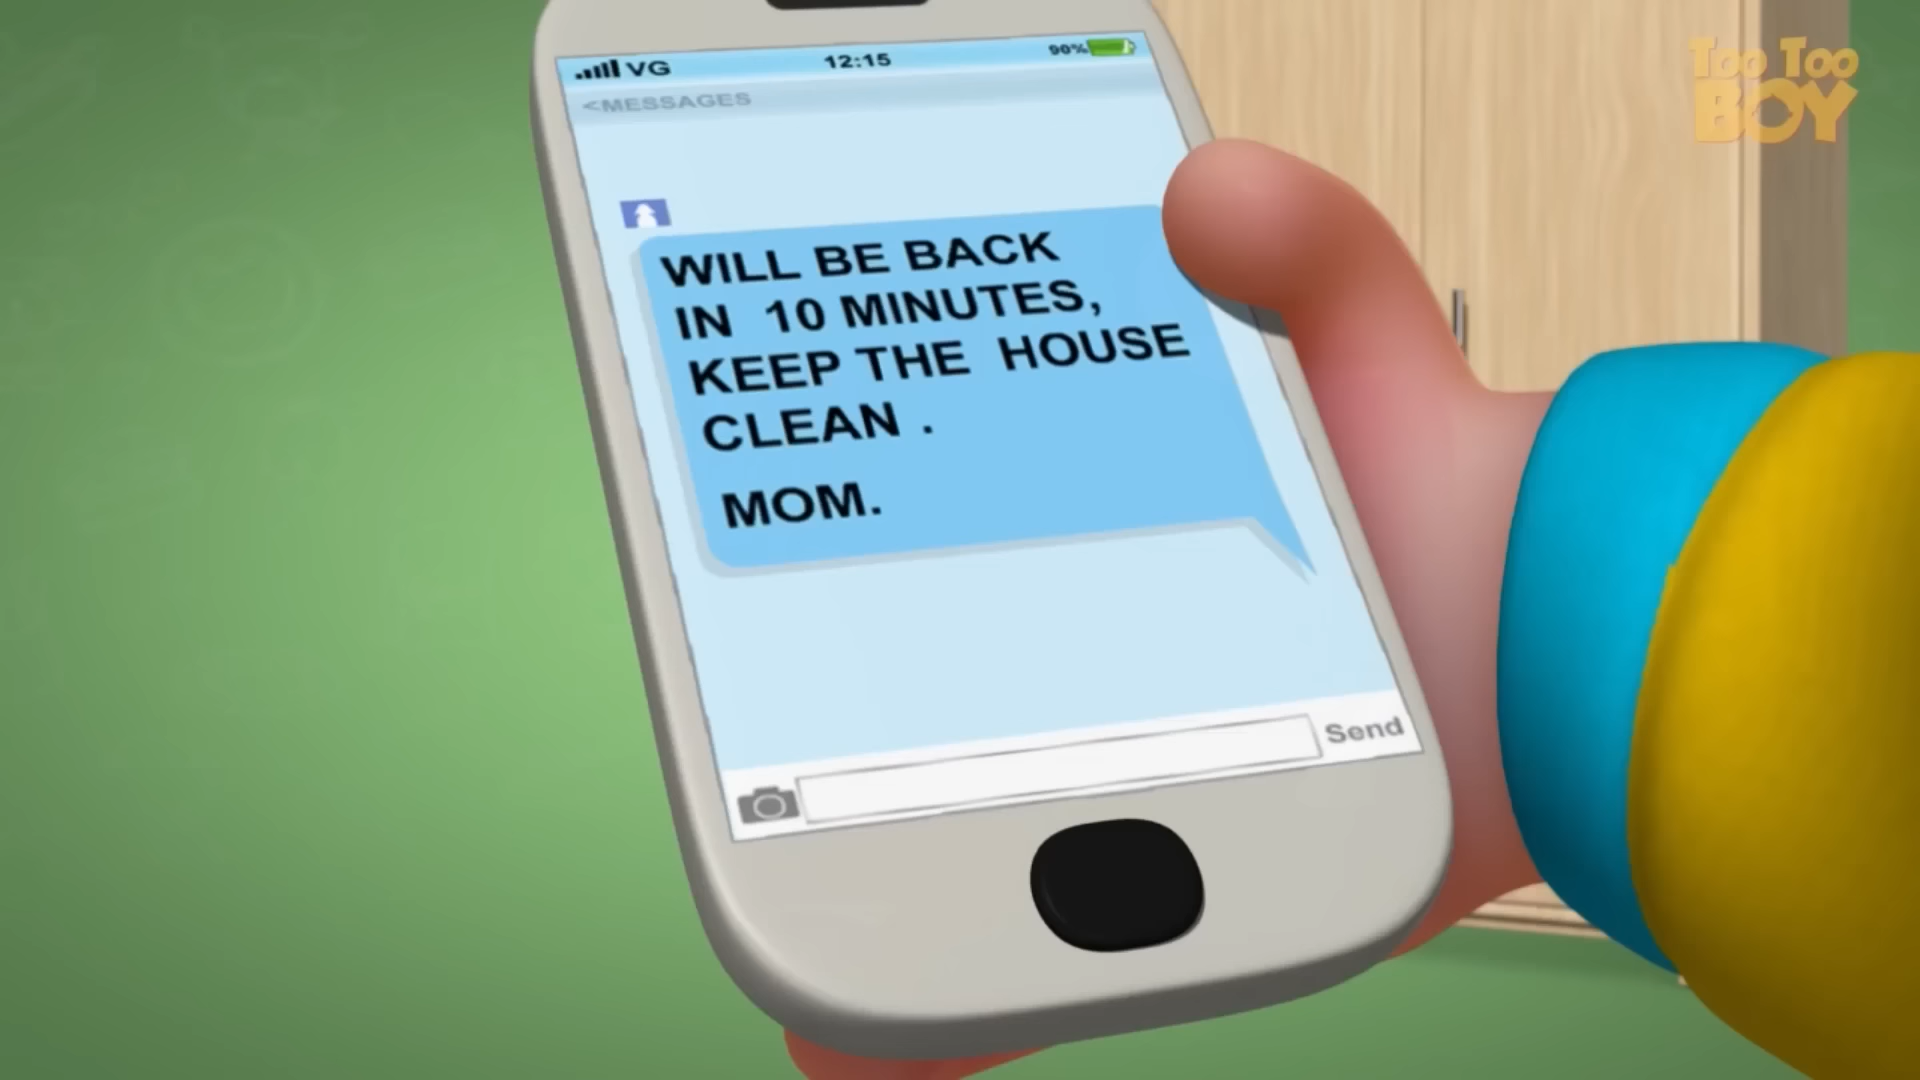 VG 12:15 90%
<MESSAGES
WILL BE BACK
IN 10 MINUTES,
KEEP THE HOUSE
CLEAN .
MOM.
Send
TOO TOO
BOY